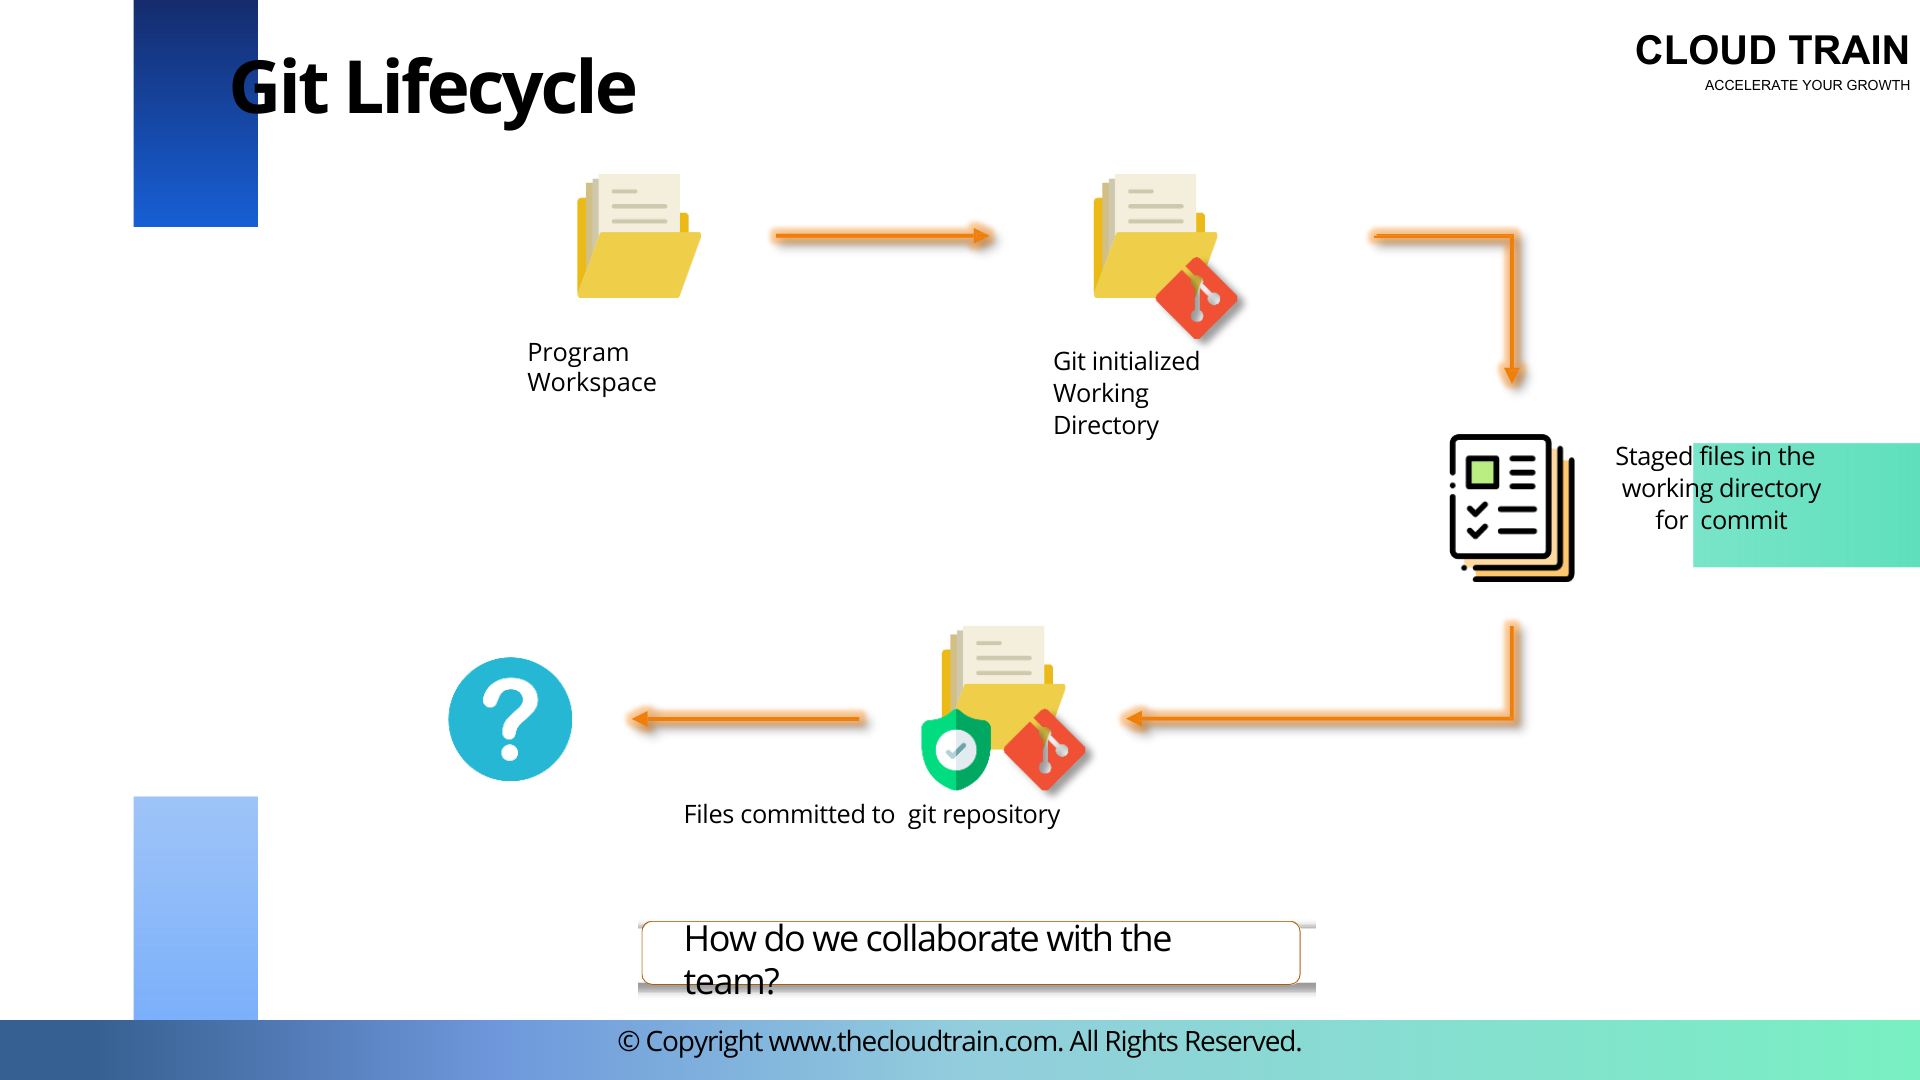 Git Lifecycle
CLOUD TRAIN
ACCELERATE YOUR GROWTH
Program
Workspace
Git initialized
Working
Directory
Staged files in the
working directory
for commit
Files committed to git repository
How do we collaborate with the
team?
© Copyright www.thecloudtrain.com. All Rights Reserved.